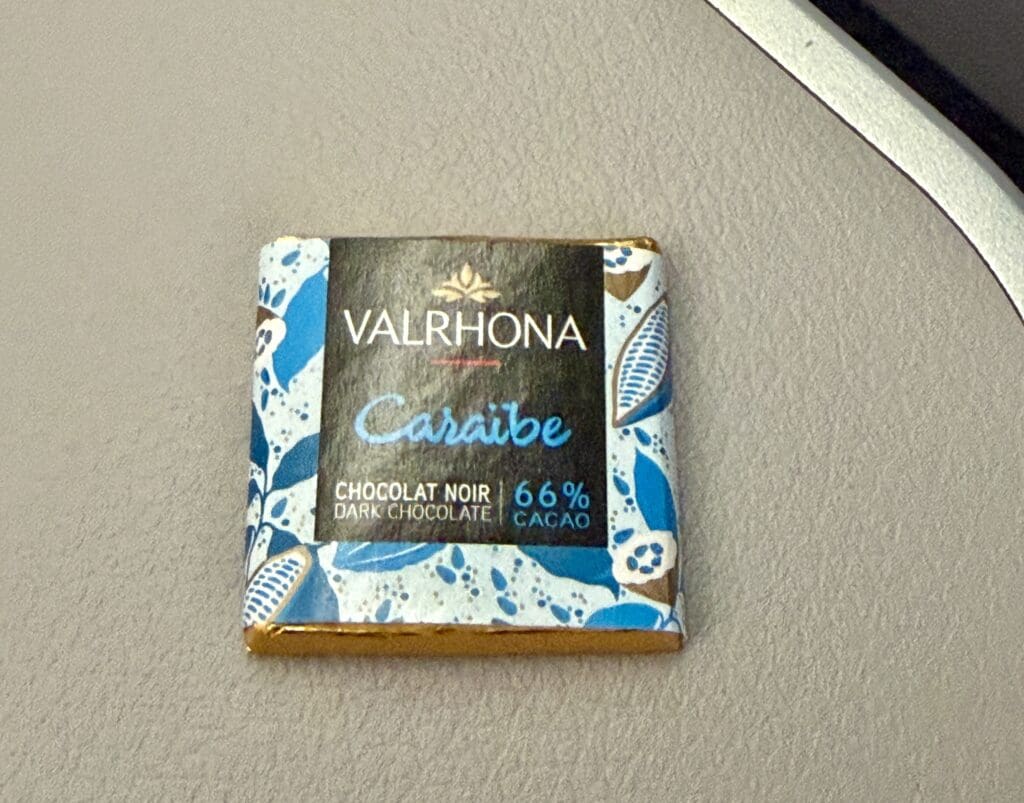 VALRHONA
Caraïbe
CHOCOLAT NOIR
DARK CHOCOLATE
66%
CACAO